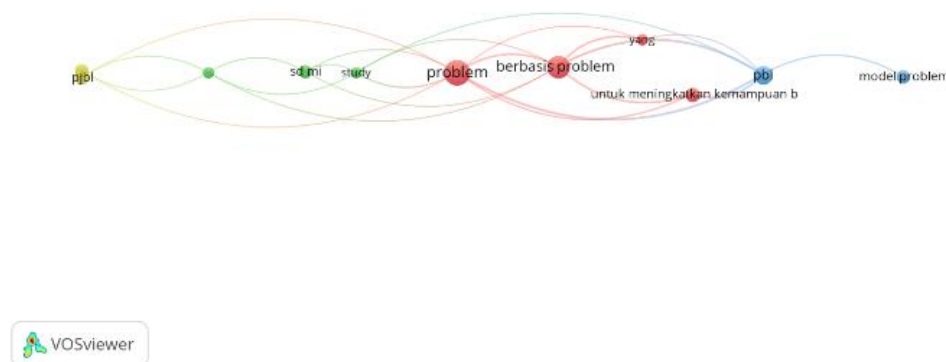 pjbl
sd mi
study
problem
berbasis problem
yang
untuk meningkatkan kemampuan b
pbl
model problem
VOSviewer